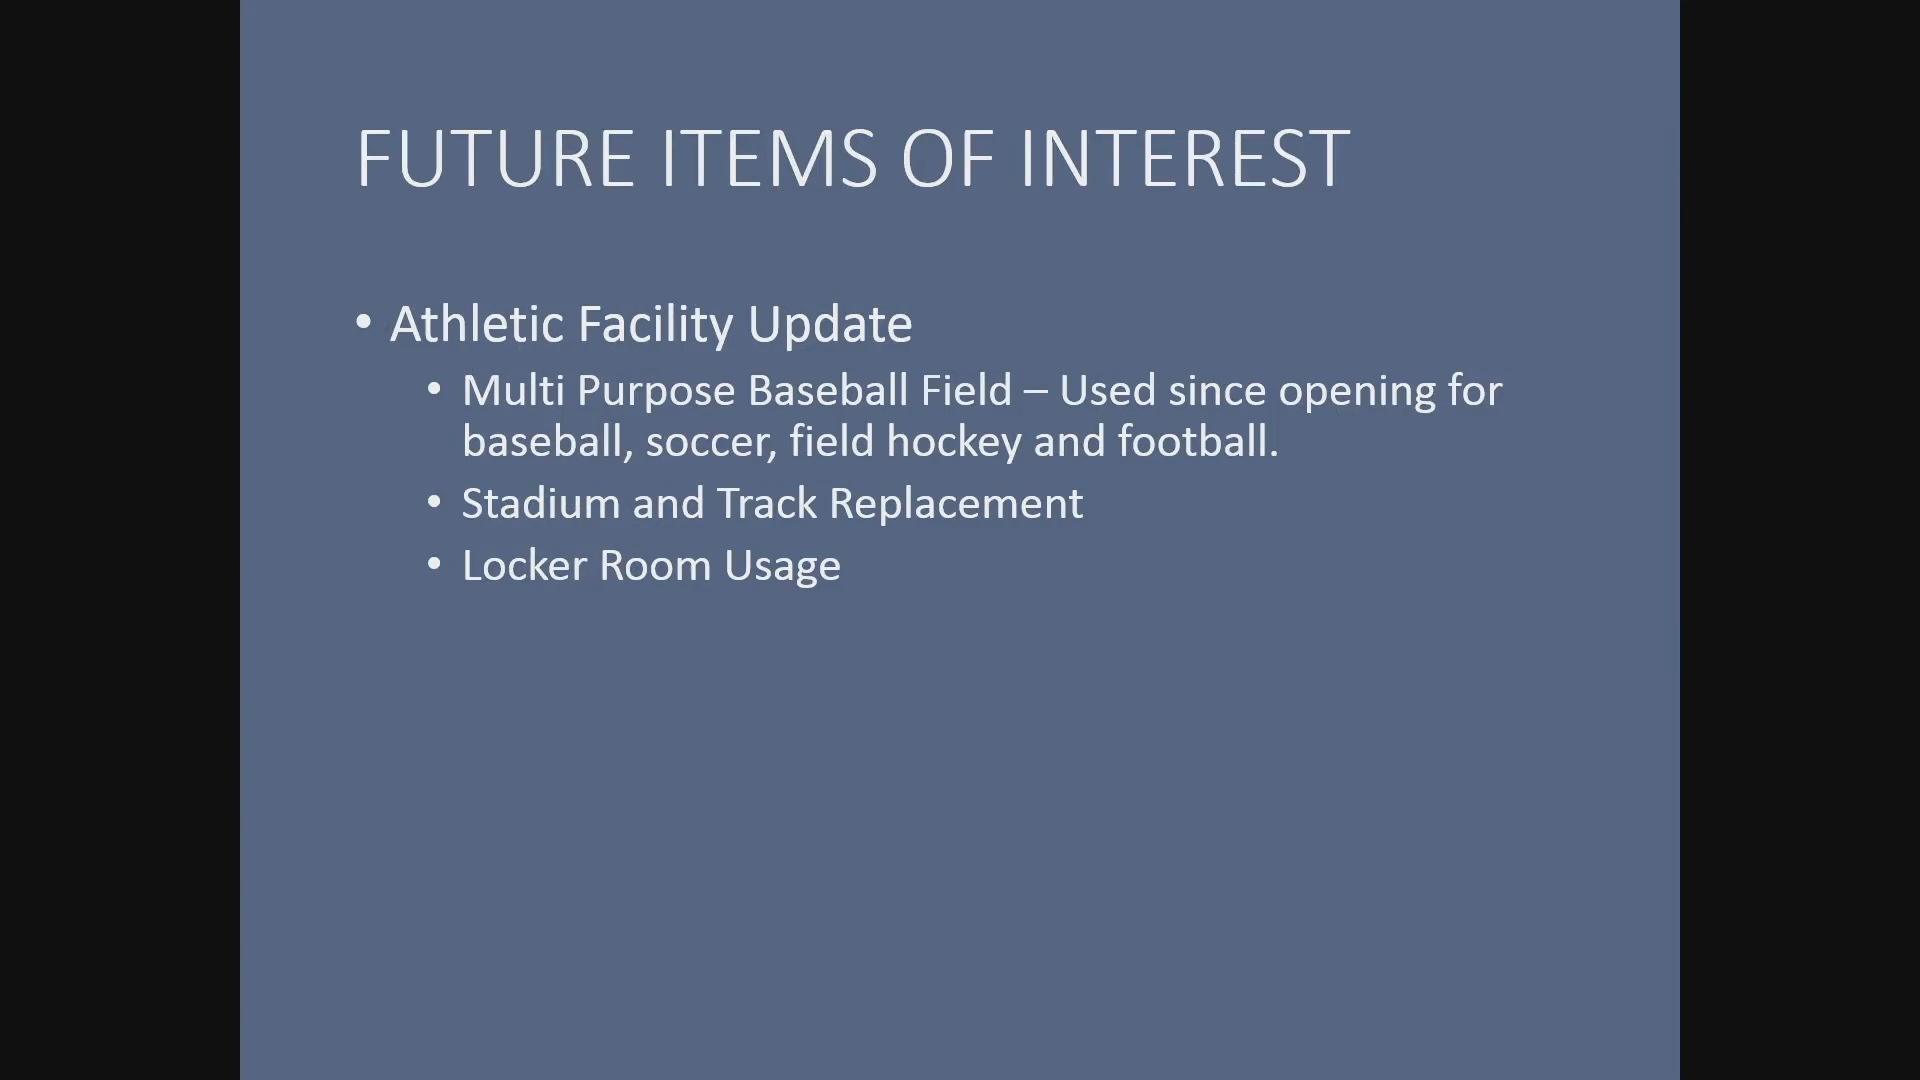 FUTURE ITEMS OF INTEREST
• Athletic Facility Update
• Multi Purpose Baseball Field – Used since opening for
baseball, soccer, field hockey and football.
• Stadium and Track Replacement
• Locker Room Usage